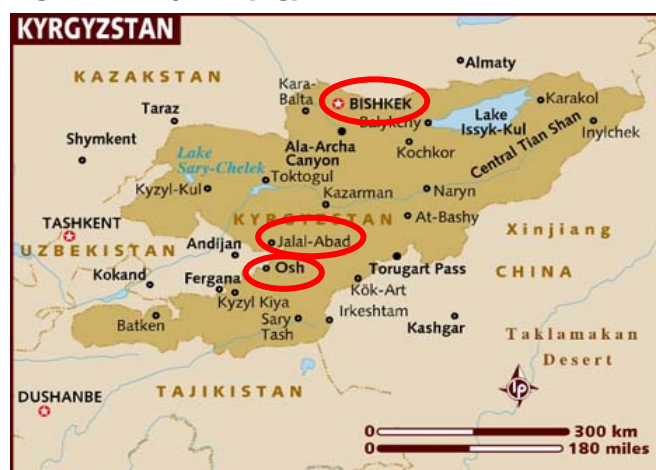 KYRGYZSTAN
Almaty
KAZAKSTAN
Kara-
Balta
BISHKEK
Karakol
Taraz
Balykchy
Lake
Issyk-Kul
Inylchek
Shymkent
Ala-Archa
Canyon
Kochkor
Central Tian Shan
Lake
Sary-Chelek
Toktogul
Kyzyl-Kul
Kazarman
Naryn
TASHKENT
KYRGYZSTAN
At-Bashy
Xinjiang
UZBEKISTAN
Andijan
Jalal-Abad
Kokand
Fergana
Osh
Torugart Pass
CHINA
Kyzyl Kiya
Kök-Art
Batken
Sary
Tash
Irkeshtam
Kashgar
Taklamakan
Desert
DUSHANBE
TAJIKISTAN
lp
0 300 km
0 180 miles